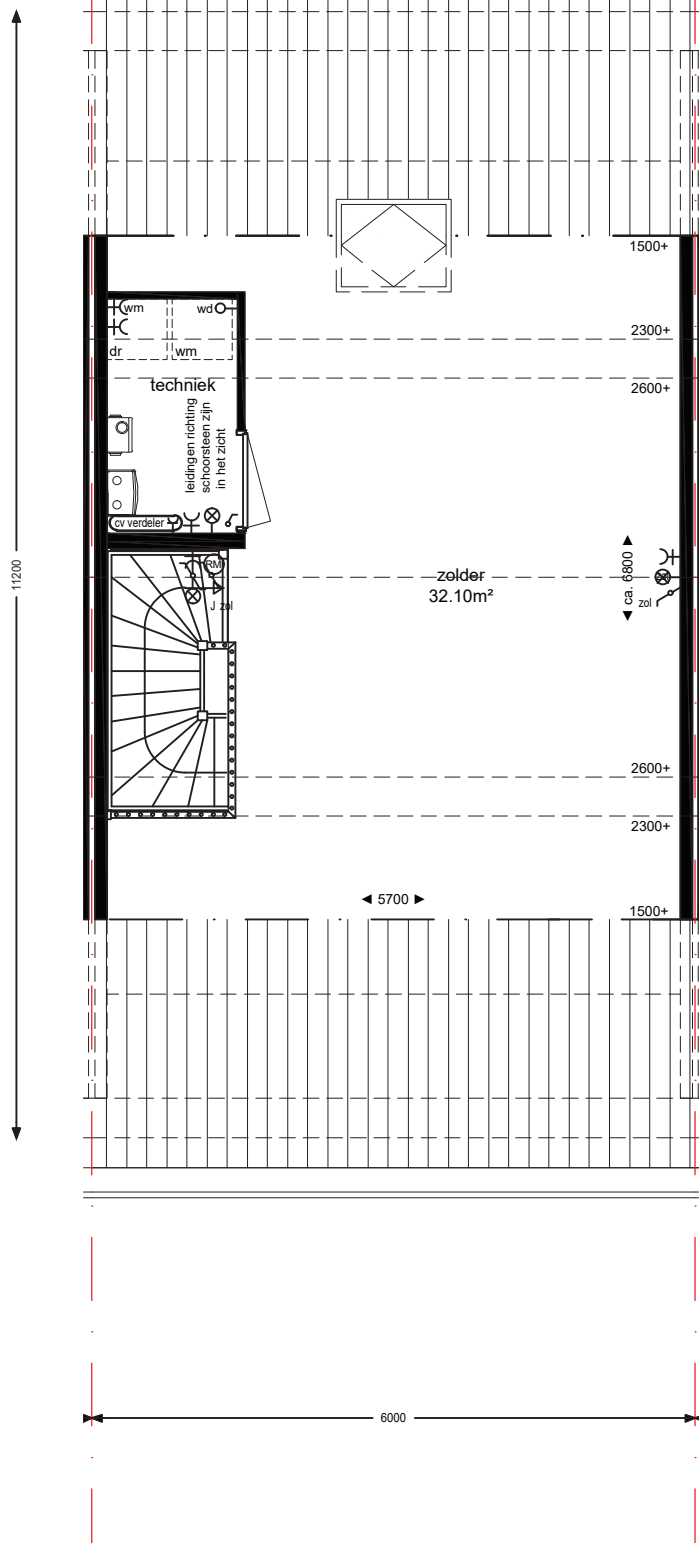 1500+
2300+
2600+
wm
wd
dr
wm
techniek
leidingen richting
schoorsteen zijn
in het zicht
cv verdeler
RM
J zol
zolder
32.10m²
ca. 6800
zol
11200
2600+
2300+
5700
1500+
6000